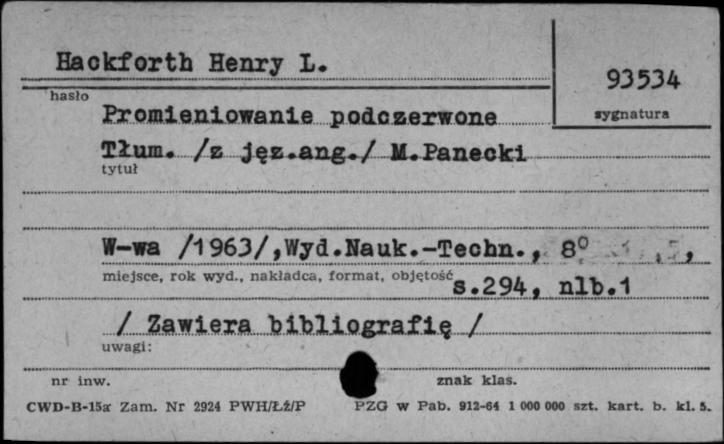 Hackforth Henry L.
93534
hasło
sygnatura
Promieniowanie podczerwone
Tłum. /z jęz.ang./ M.Panecki
tytuł
W-wa /1963/,Wyd.Nauk.-Techn., 8°
miejsce, rok wyd., nakładca, format, objętość
s.294, nlb.1
/ Zawiera bibliografię /
uwagi:
nr inw.
znak klas.
CWD-B-15a Zam. Nr 2924 PWH/Łż/P
PZG w Pab. 912-64 1 000 000 szt. kart. b. kl. 5.